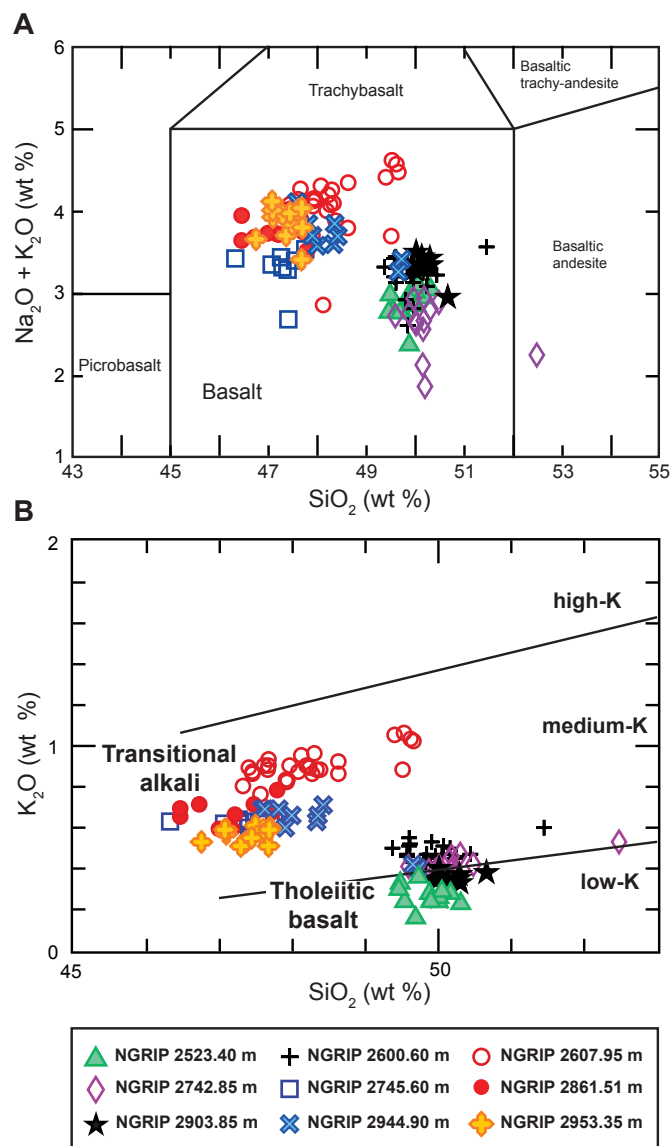 A
6
5
4
3
2
1
Na2O + K2O (wt %)
Trachybasalt
Basaltic
trachy-andesite
Basaltic
andesite
Picrobasalt
Basalt
43 45 47 49 51 53 55
SiO2 (wt %)
B
2
1
0
K2O (wt %)
high-K
medium-K
Transitional
alkali
low-K
Tholeiitic
basalt
45 50
SiO2 (wt %)
NGRIP 2523.40 m NGRIP 2600.60 m NGRIP 2607.95 m
NGRIP 2742.85 m NGRIP 2745.60 m NGRIP 2861.51 m
NGRIP 2903.85 m NGRIP 2944.90 m NGRIP 2953.35 m